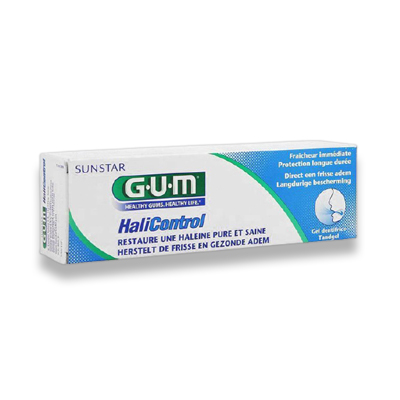 SUNSTAR
G·U·M
HEALTHY GUMS. HEALTHY LIFE.
HaliControl
RESTAURE UNE HALEINE PURE ET SAINE
HERSTELT DE FRISSE EN GEZONDE ADEM
Fraîcheur immédiate
Protection longue durée
Direct een frisse adem
Langdurige bescherming
Gel dentifrice
Tandgel
G·U·M
HaliControl